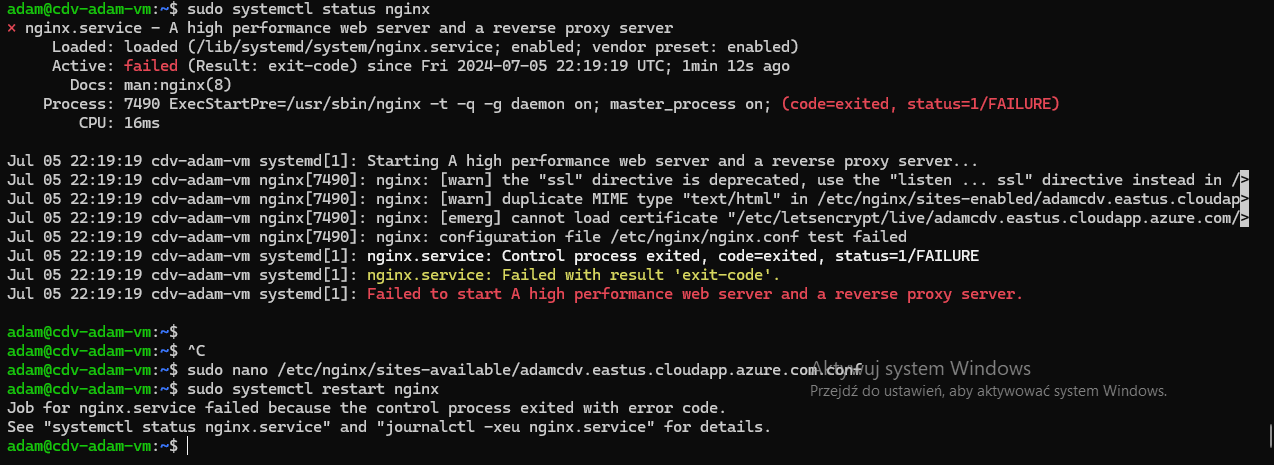 adam@cdv-adam-vm:~$ sudo systemctl status nginx
× nginx.service - A high performance web server and a reverse proxy server
Loaded: loaded (/lib/systemd/system/nginx.service; enabled; vendor preset: enabled)
Active: failed (Result: exit-code) since Fri 2024-07-05 22:19:19 UTC; 1min 12s ago
Docs: man:nginx(8)
Process: 7490 ExecStartPre=/usr/sbin/nginx -t -q -g daemon on; master_process on; (code=exited, status=1/FAILURE)
CPU: 16ms
Jul 05 22:19:19 cdv-adam-vm systemd[1]: Starting A high performance web server and a reverse proxy server...
Jul 05 22:19:19 cdv-adam-vm nginx[7490]: nginx: [warn] the "ssl" directive is deprecated, use the "listen ... ssl" directive instead in />
Jul 05 22:19:19 cdv-adam-vm nginx[7490]: nginx: [warn] duplicate MIME type "text/html" in /etc/nginx/sites-enabled/adamcdv.eastus.cloudap>
Jul 05 22:19:19 cdv-adam-vm nginx[7490]: nginx: [emerg] cannot load certificate "/etc/letsencrypt/live/adamcdv.eastus.cloudapp.azure.com/>
Jul 05 22:19:19 cdv-adam-vm nginx[7490]: nginx: configuration file /etc/nginx/nginx.conf test failed
Jul 05 22:19:19 cdv-adam-vm systemd[1]: nginx.service: Control process exited, code=exited, status=1/FAILURE
Jul 05 22:19:19 cdv-adam-vm systemd[1]: nginx.service: Failed with result 'exit-code'.
Jul 05 22:19:19 cdv-adam-vm systemd[1]: Failed to start A high performance web server and a reverse proxy server.
adam@cdv-adam-vm:~$
adam@cdv-adam-vm:~$ ^C
adam@cdv-adam-vm:~$ sudo nano /etc/nginx/sites-available/adamcdv.eastus.cloudapp.azure.com.conf
Aktywuj system Windows
adam@cdv-adam-vm:~$ sudo systemctl restart nginx
Przejdź do ustawień, aby aktywować system Windows.
Job for nginx.service failed because the control process exited with error code.
See "systemctl status nginx.service" and "journalctl -xeu nginx.service" for details.
adam@cdv-adam-vm:~$